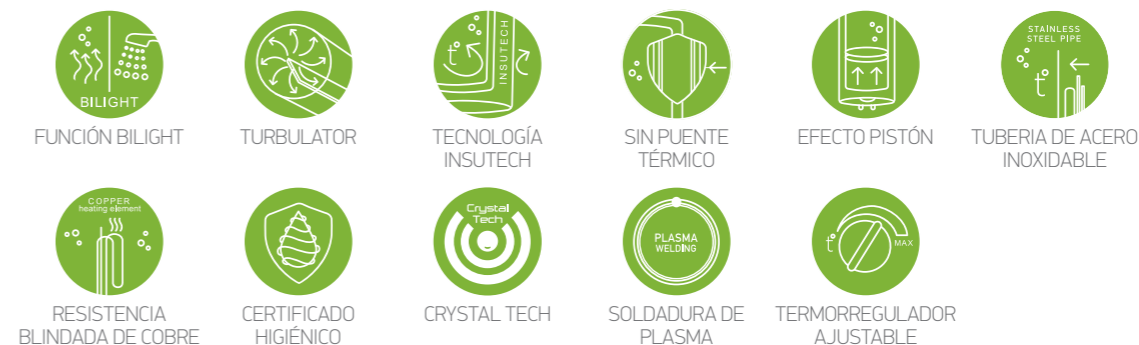 BILIGHT
FUNCIÓN BILIGHT
TURBULATOR
t°
INSUTECH
TECNOLOGÍA
INSUTECH
SIN PUENTE
TÉRMICO
EFECTO PISTÓN
STAINLESS
STEEL PIPE
t°
TUBERIA DE ACERO
INOXIDABLE
COPPER
heating element
RESISTENCIA
BLINDADA DE COBRE
CERTIFICADO
HIGIÉNICO
Crystal
Tech
CRYSTAL TECH
PLASMA
WELDING
SOLDADURA DE
PLASMA
t°
MAX
TERMORREGULADOR
AJUSTABLE